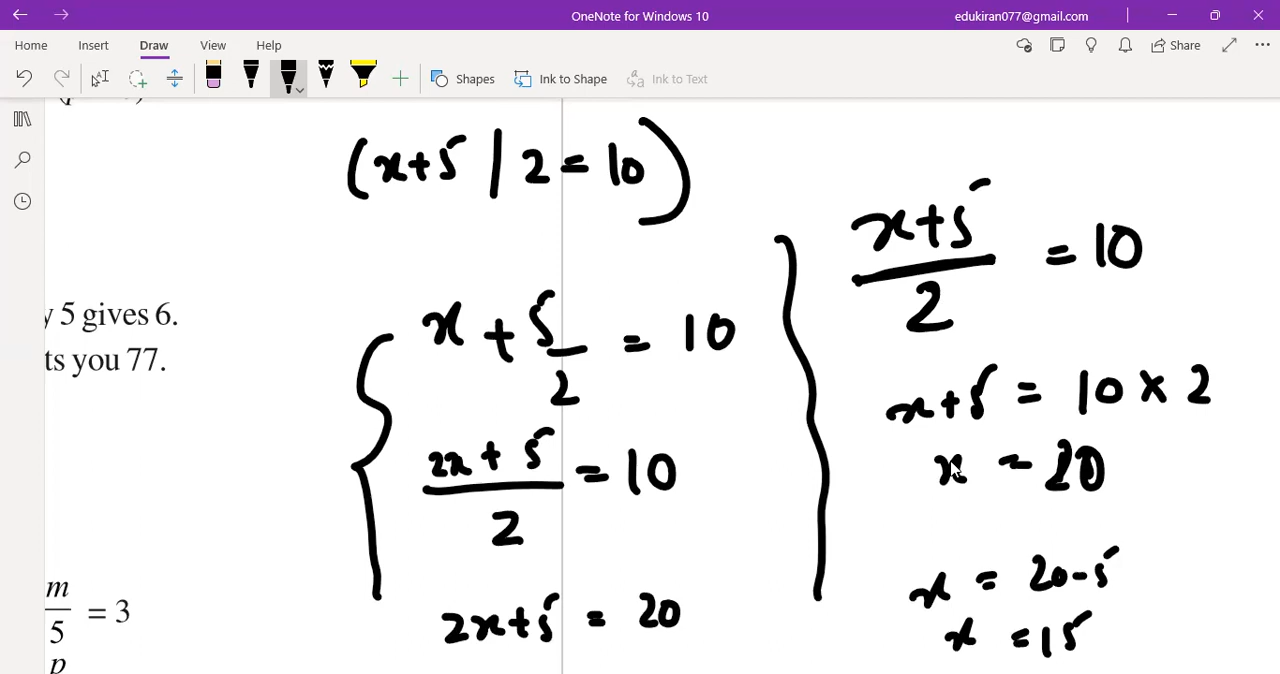 OneNote for Windows 10
edukiran077@gmail.com
Home Insert Draw View Help
Share
Shapes Ink to Shape Ink to Text
(x+5 | 2 = 10)
y 5 gives 6.
ts you 77.
m/5 = 3
p
x + 5/2 = 10
2x + 5/2 = 10
2x+5 = 20
x+5/2 = 10
x+5 = 10 × 2
x = 20
x = 20-5
x = 15